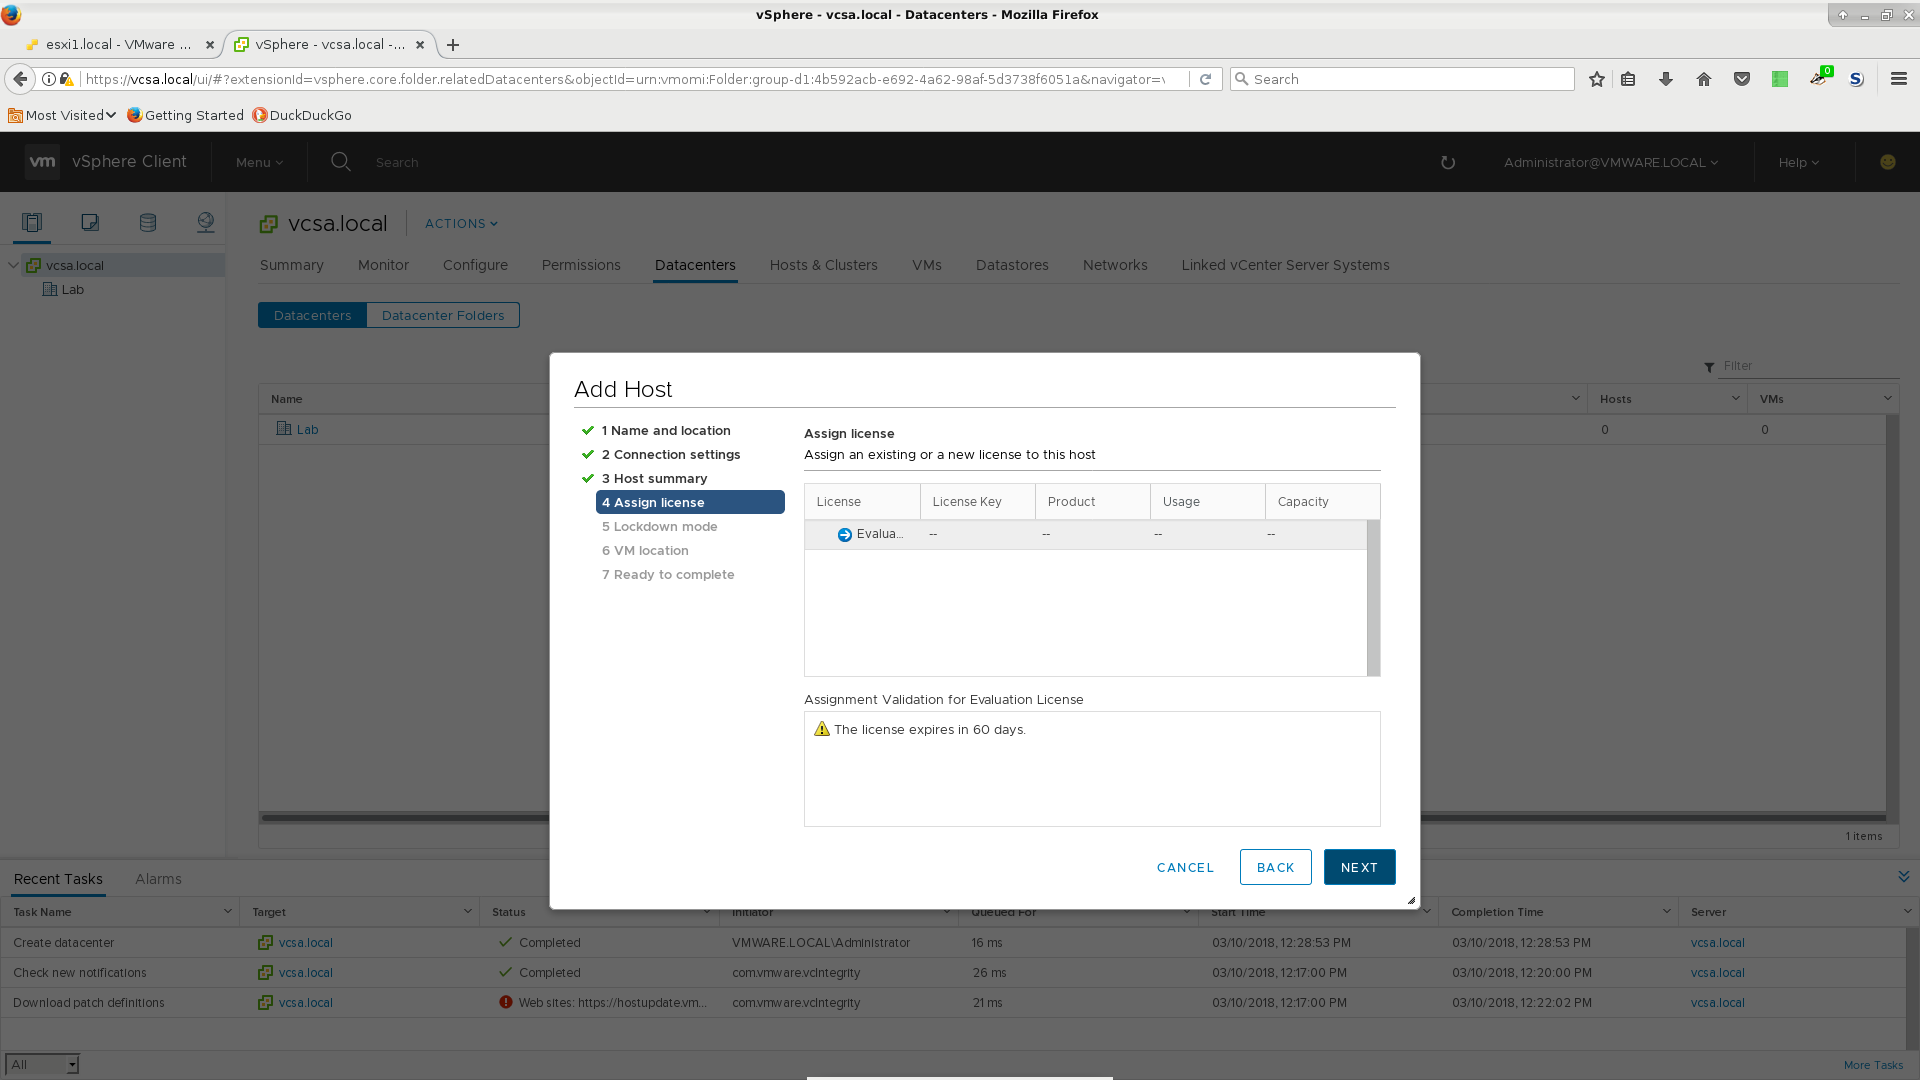 vSphere - vcsa.local - Datacenters - Mozilla Firefox
esxi1.local - VMware ...
vSphere - vcsa.local -...
https://vcsa.local/ui/#?extensionId=vsphere.core.folder.relatedDatacenters&objectId=urn:vmomi:Folder:group-d1:4b592acb-e692-4a62-98af-5d3738f6051a&navigator=
Search
0
S
Most Visited
Getting Started
DuckDuckGo
vm
vSphere Client
Menu
Search
Administrator@VMWARE.LOCAL
Help
vcsa.local
ACTIONS
vcsa.local
Lab
Summary
Monitor
Configure
Permissions
Datacenters
Hosts & Clusters
VMs
Datastores
Networks
Linked vCenter Server Systems
Datacenters
Datacenter Folders
Filter
Name
Hosts
VMs
Lab
0
0
1 items
Add Host
1 Name and location
2 Connection settings
3 Host summary
4 Assign license
5 Lockdown mode
6 VM location
7 Ready to complete
Assign license
Assign an existing or a new license to this host
License
License Key
Product
Usage
Capacity
Evalua...
--
--
--
--
Assignment Validation for Evaluation License
The license expires in 60 days.
CANCEL
BACK
NEXT
Recent Tasks
Alarms
Task Name
Target
Status
Initiator
Queued For
Start Time
Completion Time
Server
Create datacenter
vcsa.local
Completed
VMWARE.LOCAL\Administrator
16 ms
03/10/2018, 12:28:53 PM
03/10/2018, 12:28:53 PM
vcsa.local
Check new notifications
vcsa.local
Completed
com.vmware.vcIntegrity
26 ms
03/10/2018, 12:17:00 PM
03/10/2018, 12:20:00 PM
vcsa.local
Download patch definitions
vcsa.local
Web sites: https://hostupdate.vm...
com.vmware.vcIntegrity
21 ms
03/10/2018, 12:17:00 PM
03/10/2018, 12:22:02 PM
vcsa.local
All
More Tasks